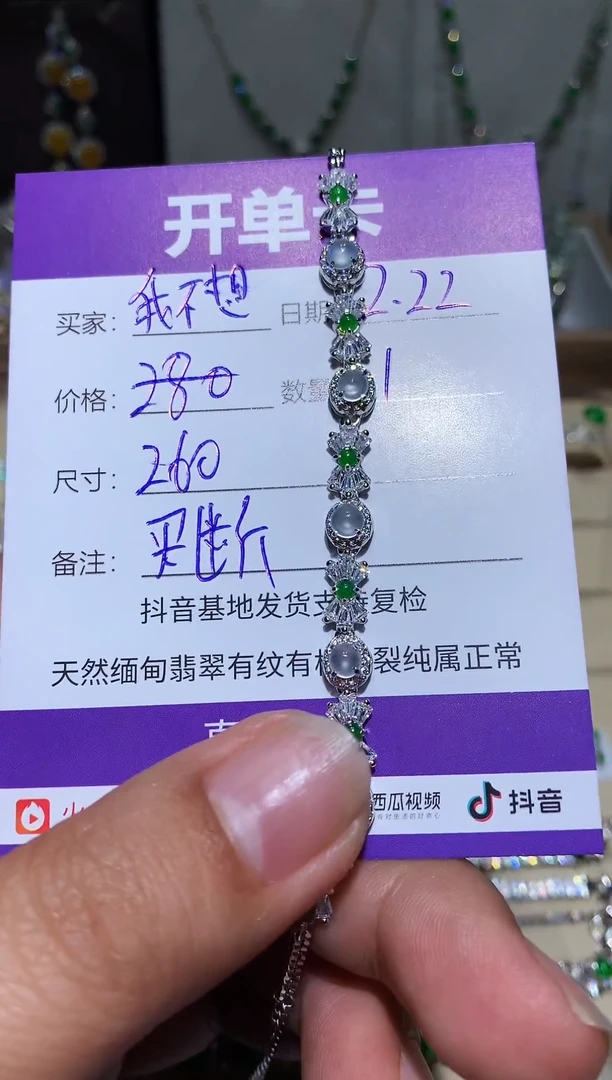 开单卡
买家：我不想 日期 2.22
价格：280 数量 1
尺寸：260
备注：买断
抖音基地发货支持复检
天然缅甸翡翠有纹有棉 裂纯属正常
西瓜视频 抖音